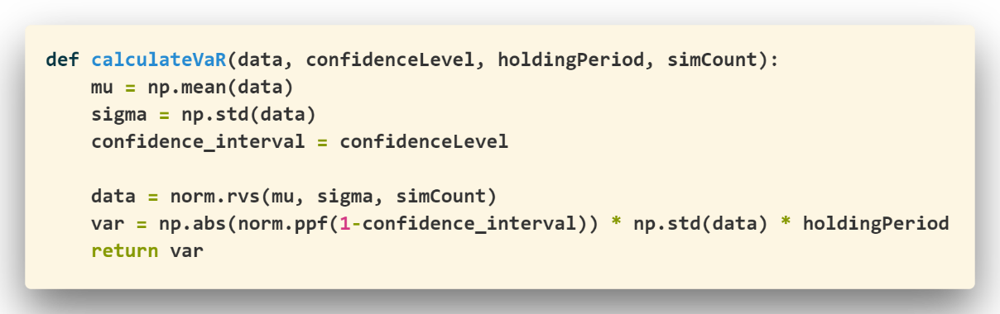 def calculateVaR(data, confidenceLevel, holdingPeriod, simCount):
    mu = np.mean(data)
    sigma = np.std(data)
    confidence_interval = confidenceLevel

    data = norm.rvs(mu, sigma, simCount)
    var = np.abs(norm.ppf(1-confidence_interval)) * np.std(data) * holdingPeriod
    return var